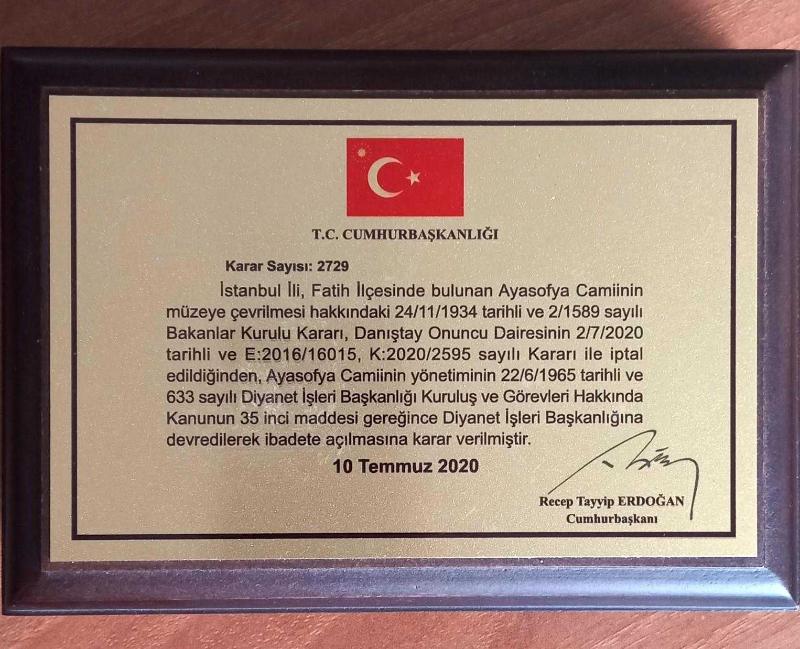 T.C. CUMHURBAŞKANLIĞI
Karar Sayısı: 2729
İstanbul İli, Fatih İlçesinde bulunan Ayasofya Camiinin
müzeye çevrilmesi hakkındaki 24/11/1934 tarihli ve 2/1589 sayılı
Bakanlar Kurulu Kararı, Danıştay Onuncu Dairesinin 2/7/2020
tarihli ve E:2016/16015, K:2020/2595 sayılı Kararı ile iptal
edildiğinden, Ayasofya Camiinin yönetiminin 22/6/1965 tarihli ve
633 sayılı Diyanet İşleri Başkanlığı Kuruluş ve Görevleri Hakkında
Kanunun 35 inci maddesi gereğince Diyanet İşleri Başkanlığına
devredilerek ibadete açılmasına karar verilmiştir.
10 Temmuz 2020
Recep Tayyip ERDOĞAN
Cumhurbaşkanı